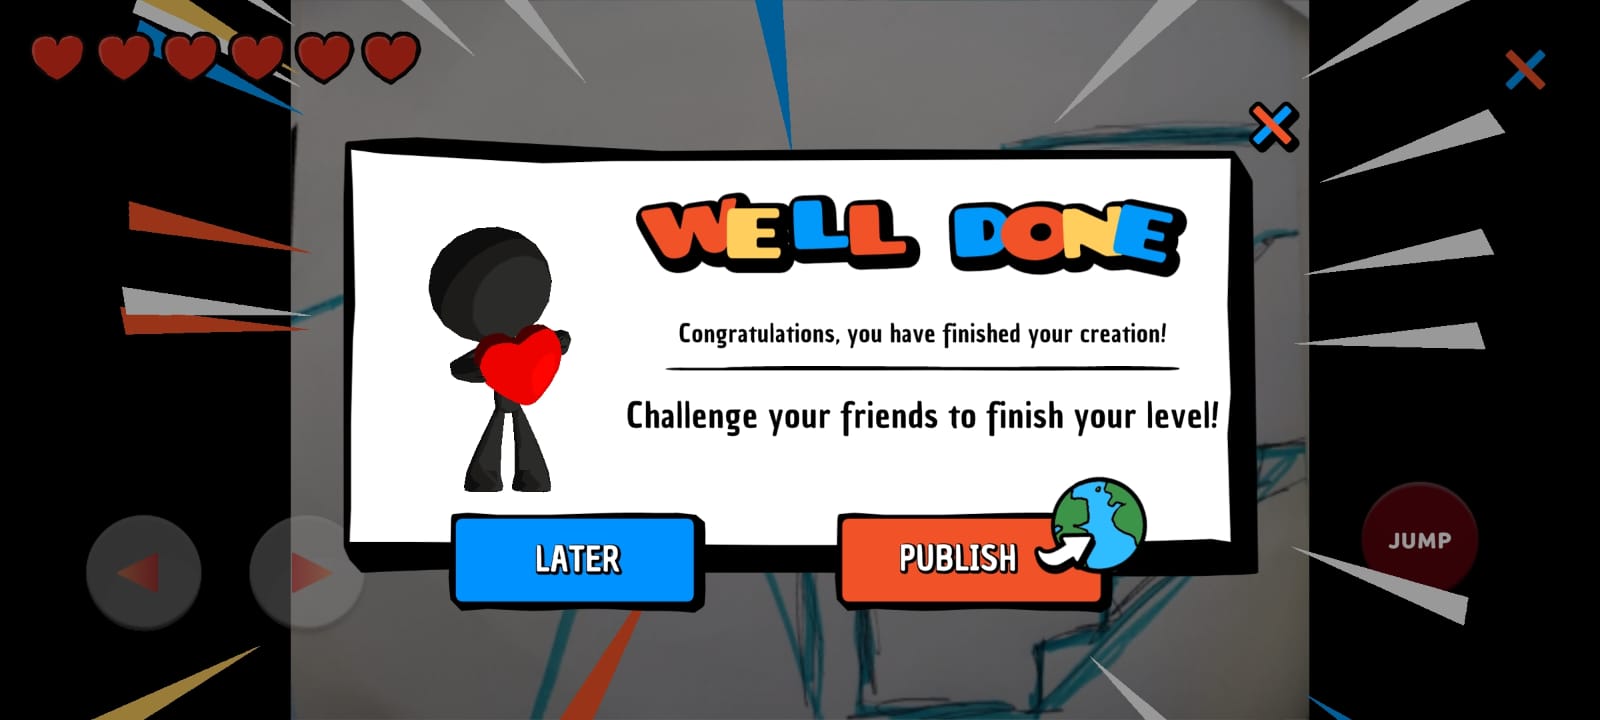 WELL DONE
Congratulations, you have finished your creation!
Challenge your friends to finish your level!
LATER
PUBLISH
JUMP